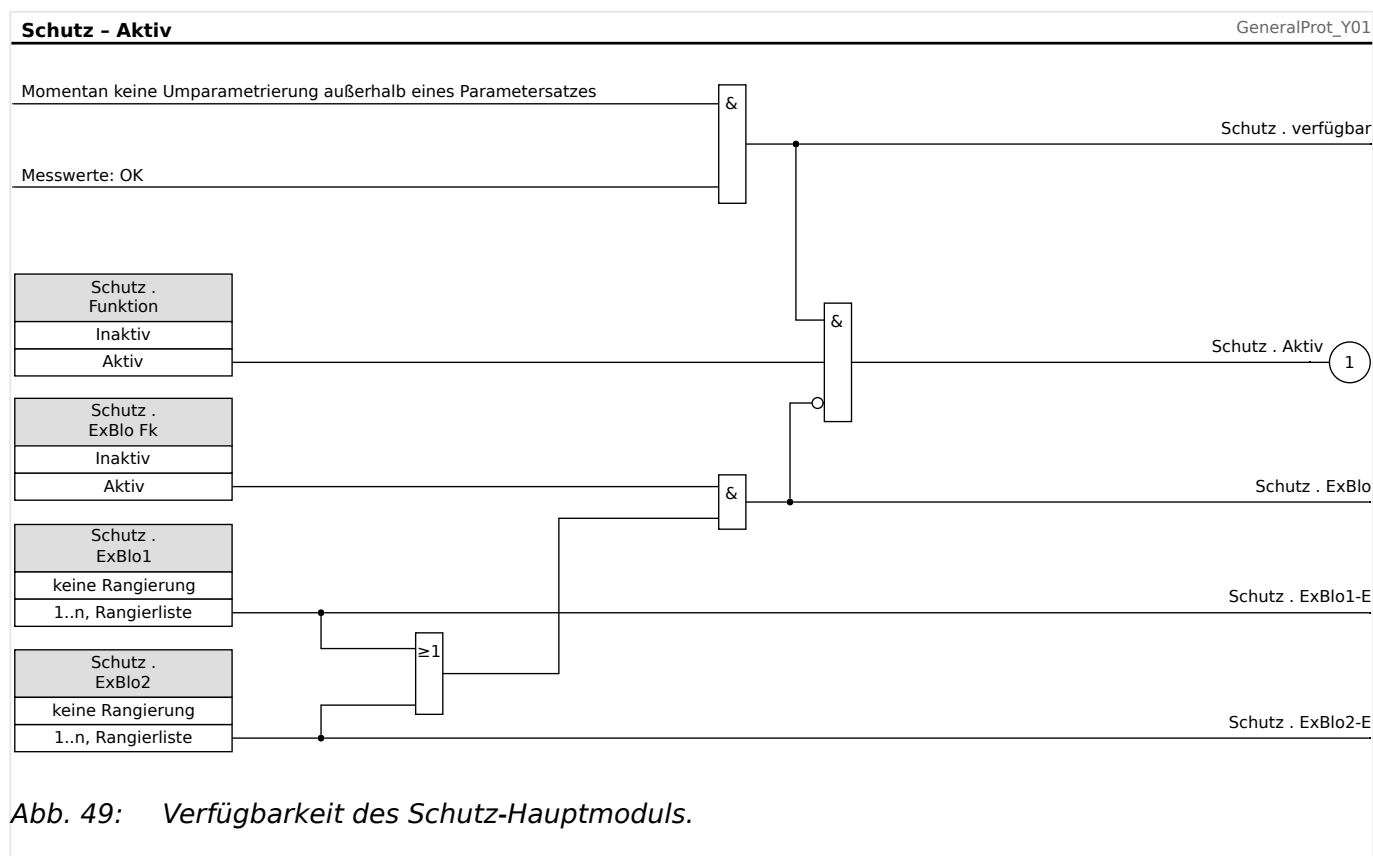 Schutz – Aktiv
GeneralProt_Y01
Momentan keine Umparametrierung außerhalb eines Parametersatzes
&
Schutz . verfügbar
Messwerte: OK
Schutz .
Funktion
Inaktiv
Aktiv
&
Schutz . Aktiv
1
Schutz .
ExBlo Fk
Inaktiv
Aktiv
&
Schutz . ExBlo
Schutz .
ExBlo1
keine Rangierung
1..n, Rangierliste
Schutz . ExBlo1-E
≥1
Schutz .
ExBlo2
keine Rangierung
1..n, Rangierliste
Schutz . ExBlo2-E
Abb. 49: Verfügbarkeit des Schutz-Hauptmoduls.